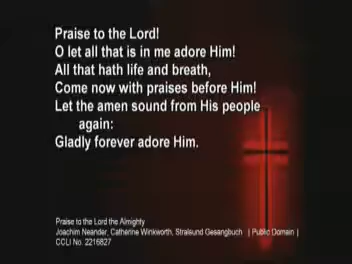 Praise to the Lord!
O let all that is in me adore Him!
All that hath life and breath,
Come now with praises before Him!
Let the amen sound from His people
again:
Gladly forever adore Him.
Praise to the Lord the Almighty
Joachim Neander, Catherine Winkworth, Stralsund Gesangbuch | Public Domain |
CCLI No. 2216827